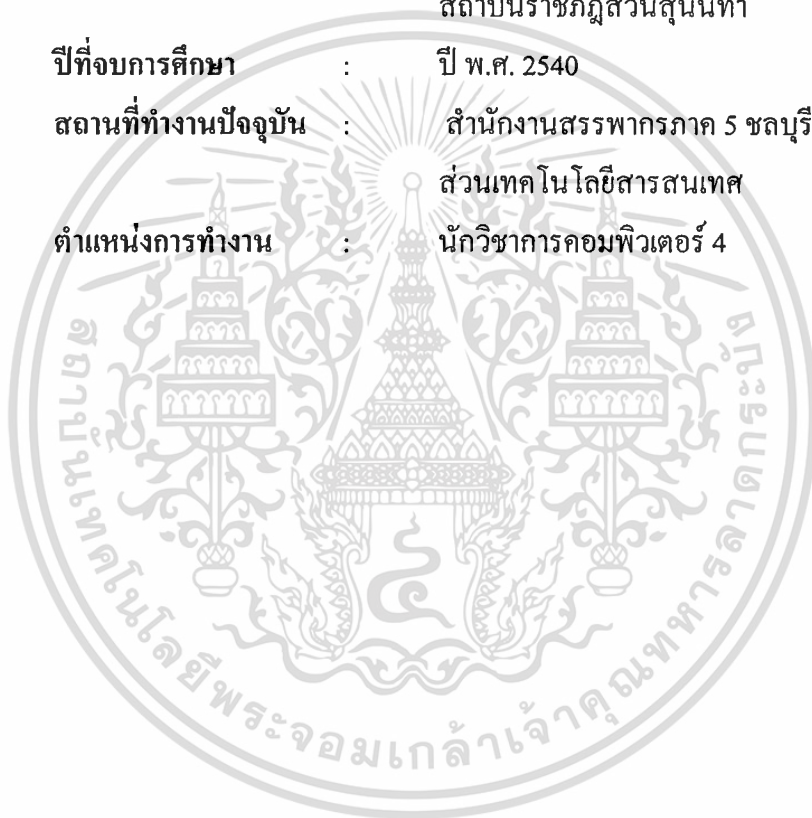 สถาบันราชภัฏสวนสุนันทา
ปีที่จบการศึกษา : ปี พ.ศ. 2540
สถานที่ทำงานปัจจุบัน : สำนักงานสรรพากรภาค 5 ชลบุรี
ส่วนเทคโนโลยีสารสนเทศ
ตำแหน่งการทำงาน : นักวิชาการคอมพิวเตอร์ 4
สถาบันเทคโนโลยีพระจอมเกล้าเจ้าคุณทหารลาดกระบัง